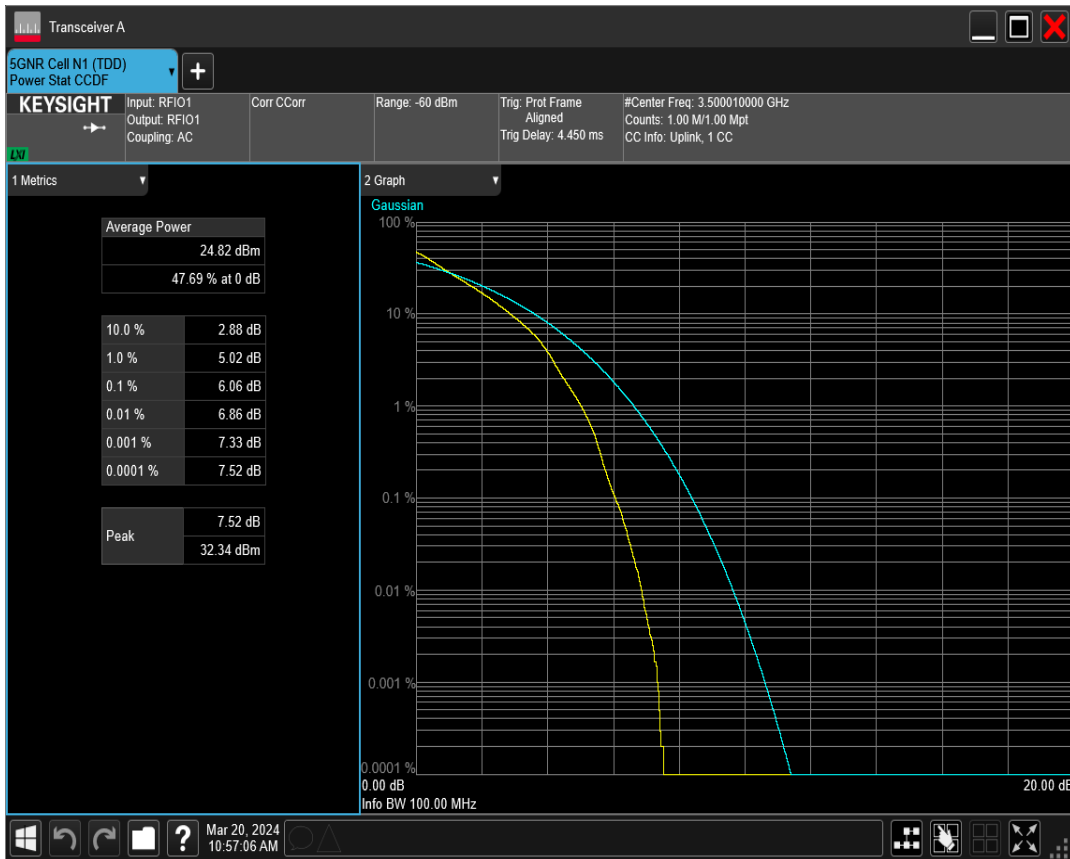 Transceiver A
5GNR Cell N1 (TDD)
Power Stat CCDF
+
KEYSIGHT
LXI
Input: RFIO1
Output: RFIO1
Coupling: AC
Corr CCorr
Range: -60 dBm
Trig: Prot Frame
Aligned
Trig Delay: 4.450 ms
#Center Freq: 3.500010000 GHz
Counts: 1.00 M/1.00 Mpt
CC Info: Uplink, 1 CC
1 Metrics
Average Power
24.82 dBm
47.69 % at 0 dB
10.0 % 2.88 dB
1.0 % 5.02 dB
0.1 % 6.06 dB
0.01 % 6.86 dB
0.001 % 7.33 dB
0.0001 % 7.52 dB
Peak 7.52 dB
32.34 dBm
2 Graph
Gaussian
100 %
10 %
1 %
0.1 %
0.01 %
0.001 %
0.0001 %
0.00 dB 20.00 dB
Info BW 100.00 MHz
?
Mar 20, 2024
10:57:06 AM